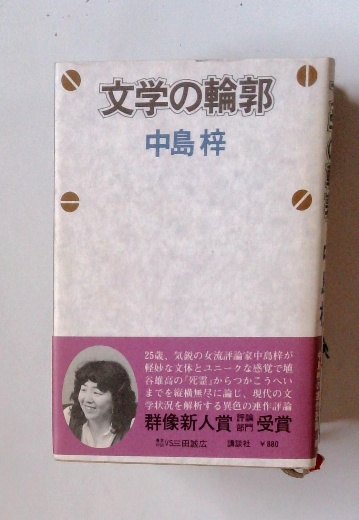 文学の輪郭
中島梓
25歳、気鋭の女流評論家中島梓が
軽妙な文体とユニークな感覚で埴
谷雄高の「死霊」からつかこうへい
までを縦横無尽に論じ、現代の文
学状況を解析する異色の連作評論
群像新人賞 評論部門 受賞
VS三田誠広 講談社 ¥880